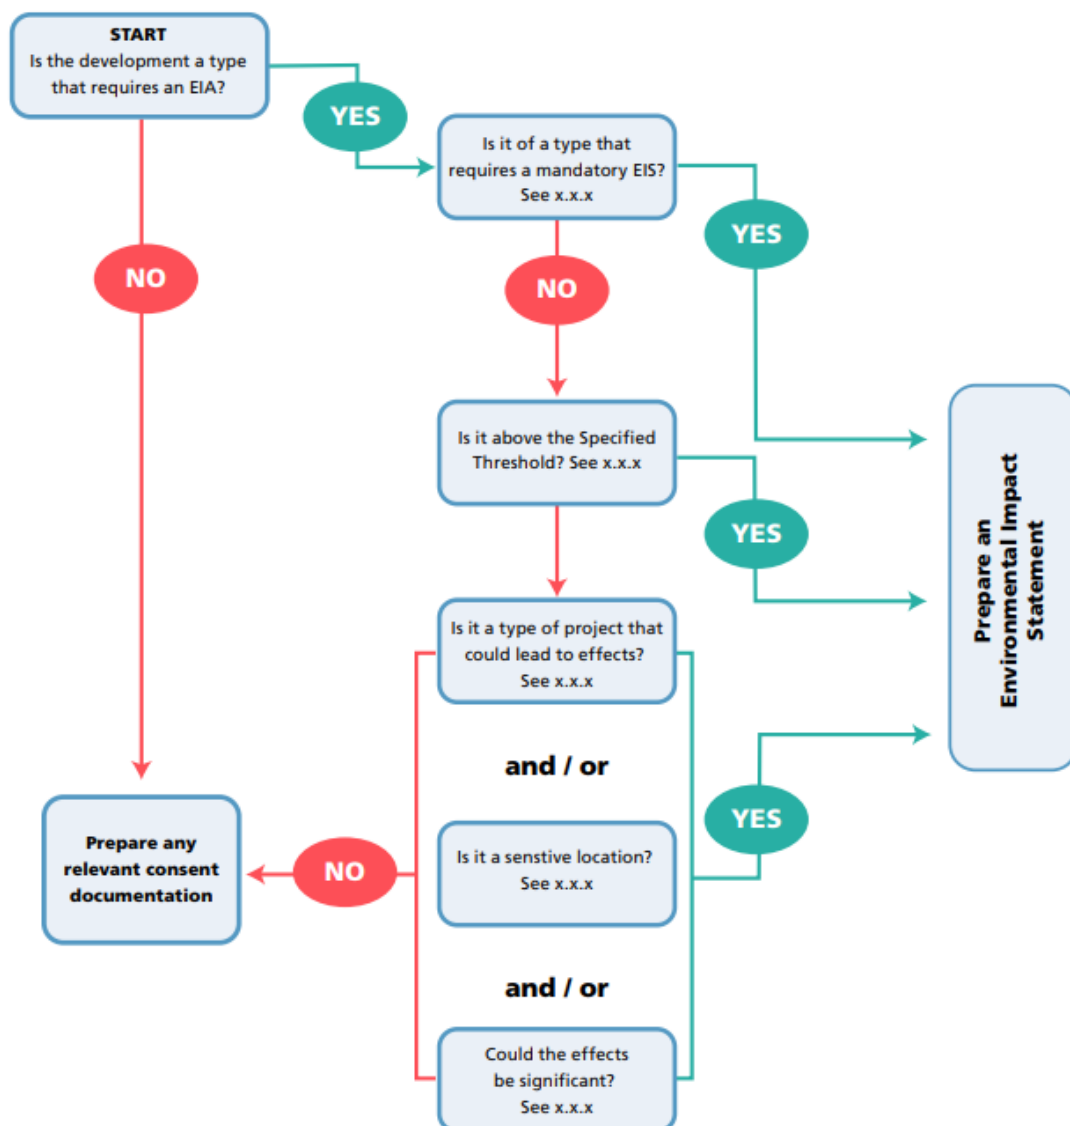 START
Is the development a type
that requires an EIA?
YES
Is it of a type that
requires a mandatory EIS?
See x.x.x
YES
NO
NO
Is it above the Specified
Threshold? See x.x.x
YES
Prepare an
Environmental Impact
Statement
Is it a type of project that
could lead to effects?
See x.x.x
and / or
YES
Prepare any
relevant consent
documentation
NO
Is it a senstive location?
See x.x.x
and / or
Could the effects
be significant?
See x.x.x